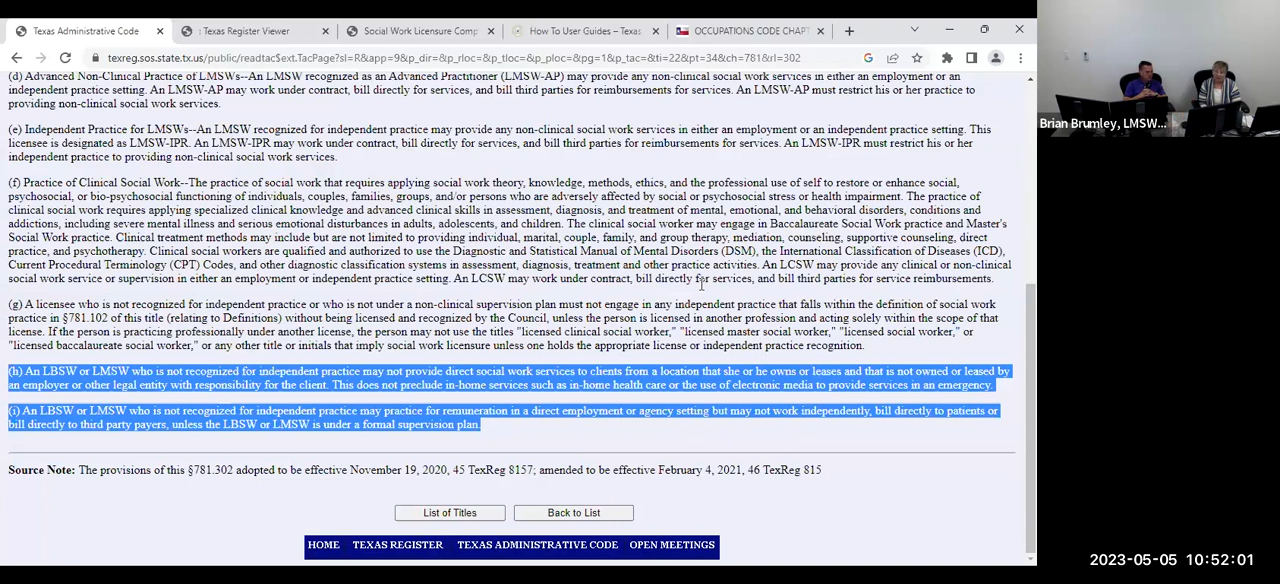 Texas Administrative Code
: Texas Register Viewer
Social Work Licensure Comp
How To User Guides – Texas
OCCUPATIONS CODE CHAPT
texreg.sos.state.tx.us/public/readtac$ext.TacPage?sl=R&app=9&p_dir=&p_rloc=&p_tloc=&p_ploc=&pg=1&p_tac=&ti=22&pt=34&ch=781&rl=302
(d) Advanced Non-Clinical Practice of LMSWs--An LMSW recognized as an Advanced Practitioner (LMSW-AP) may provide any non-clinical social work services in either an employment or an
independent practice setting. An LMSW-AP may work under contract, bill directly for services, and bill third parties for reimbursements for services. An LMSW-AP must restrict his or her practice to
providing non-clinical social work services.
(e) Independent Practice for LMSWs--An LMSW recognized for independent practice may provide any non-clinical social work services in either an employment or an independent practice setting. This
licensee is designated as LMSW-IPR. An LMSW-IPR may work under contract, bill directly for services, and bill third parties for reimbursements for services. An LMSW-IPR must restrict his or her
independent practice to providing non-clinical social work services.
(f) Practice of Clinical Social Work--The practice of social work that requires applying social work theory, knowledge, methods, ethics, and the professional use of self to restore or enhance social,
psychosocial, or bio-psychosocial functioning of individuals, couples, families, groups, and/or persons who are adversely affected by social or psychosocial stress or health impairment. The practice of
clinical social work requires applying specialized clinical knowledge and advanced clinical skills in assessment, diagnosis, and treatment of mental, emotional, and behavioral disorders, conditions and
addictions, including severe mental illness and serious emotional disturbances in adults, adolescents, and children. The clinical social worker may engage in Baccalaureate Social Work practice and Master's
Social Work practice. Clinical treatment methods may include but are not limited to providing individual, marital, couple, family, and group therapy, mediation, counseling, supportive counseling, direct
practice, and psychotherapy. Clinical social workers are qualified and authorized to use the Diagnostic and Statistical Manual of Mental Disorders (DSM), the International Classification of Diseases (ICD),
Current Procedural Terminology (CPT) Codes, and other diagnostic classification systems in assessment, diagnosis, treatment and other practice activities. An LCSW may provide any clinical or non-clinical
social work service or supervision in either an employment or independent practice setting. An LCSW may work under contract, bill directly for services, and bill third parties for service reimbursements.
(g) A licensee who is not recognized for independent practice or who is not under a non-clinical supervision plan must not engage in any independent practice that falls within the definition of social work
practice in §781.102 of this title (relating to Definitions) without being licensed and recognized by the Council, unless the person is licensed in another profession and acting solely within the scope of that
license. If the person is practicing professionally under another license, the person may not use the titles "licensed clinical social worker," "licensed master social worker," "licensed social worker," or
"licensed baccalaureate social worker," or any other title or initials that imply social work licensure unless one holds the appropriate license or independent practice recognition.
(h) An LBSW or LMSW who is not recognized for independent practice may not provide direct social work services to clients from a location that she or he owns or leases and that is not owned or leased by
an employer or other legal entity with responsibility for the client. This does not preclude in-home services such as in-home health care or the use of electronic media to provide services in an emergency.
(i) An LBSW or LMSW who is not recognized for independent practice may practice for remuneration in a direct employment or agency setting but may not work independently, bill directly to patients or
bill directly to third party payers, unless the LBSW or LMSW is under a formal supervision plan.
Source Note: The provisions of this §781.302 adopted to be effective November 19, 2020, 45 TexReg 8157; amended to be effective February 4, 2021, 46 TexReg 815
List of Titles
Back to List
HOME TEXAS REGISTER TEXAS ADMINISTRATIVE CODE OPEN MEETINGS
Brian Brumley, LMSW...
2023-05-05 10:52:01